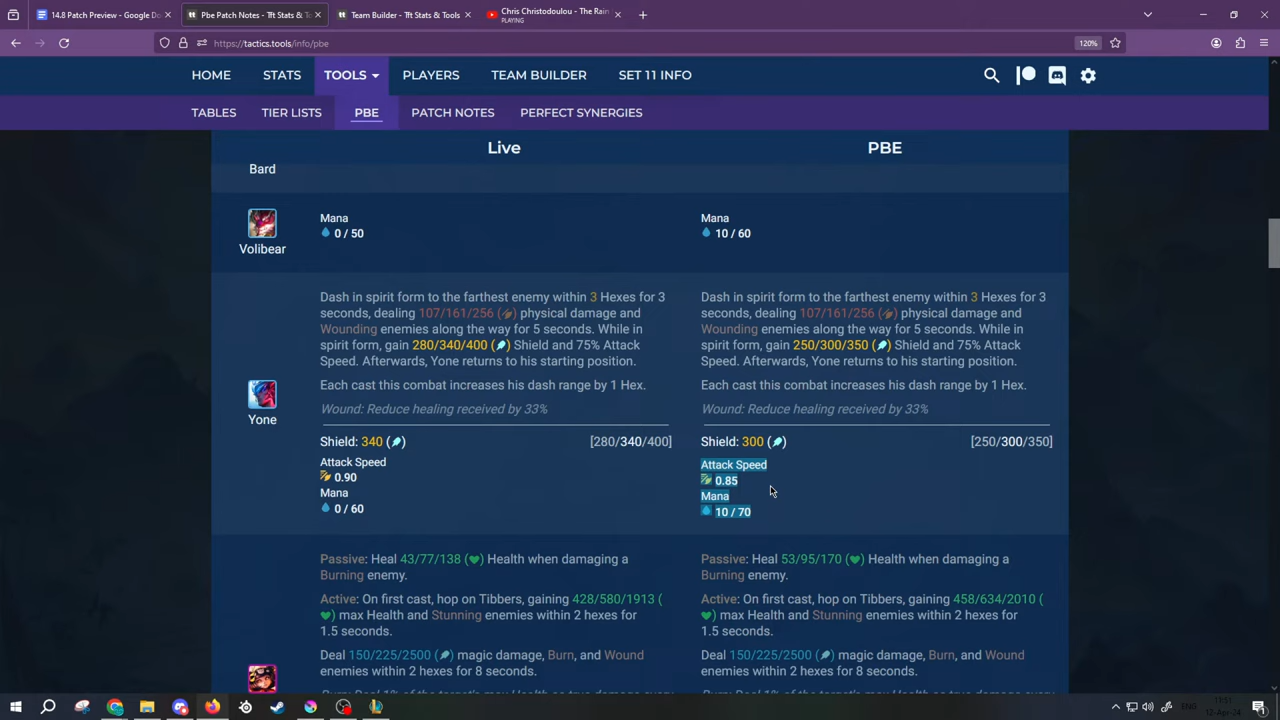 14.8 Patch Preview - Google Do
Pbe Patch Notes - Tft Stats & To
Team Builder - Tft Stats & Tools
Chris Christodoulou - The Rain
PLAYING
https://tactics.tools/info/pbe
120%
HOME
STATS
TOOLS
PLAYERS
TEAM BUILDER
SET 11 INFO
TABLES
TIER LISTS
PBE
PATCH NOTES
PERFECT SYNERGIES
Live
PBE
Bard
Volibear
Mana
0 / 50
Mana
10 / 60
Yone
Dash in spirit form to the farthest enemy within 3 Hexes for 3
seconds, dealing 107/161/256 () physical damage and
Wounding enemies along the way for 5 seconds. While in
spirit form, gain 280/340/400 () Shield and 75% Attack
Speed. Afterwards, Yone returns to his starting position.
Each cast this combat increases his dash range by 1 Hex.
Wound: Reduce healing received by 33%
Shield: 340 () [280/340/400]
Attack Speed
0.90
Mana
0 / 60
Dash in spirit form to the farthest enemy within 3 Hexes for 3
seconds, dealing 107/161/256 () physical damage and
Wounding enemies along the way for 5 seconds. While in
spirit form, gain 250/300/350 () Shield and 75% Attack
Speed. Afterwards, Yone returns to his starting position.
Each cast this combat increases his dash range by 1 Hex.
Wound: Reduce healing received by 33%
Shield: 300 () [250/300/350]
Attack Speed
0.85
Mana
10 / 70
Passive: Heal 43/77/138 () Health when damaging a
Burning enemy.
Active: On first cast, hop on Tibbers, gaining 428/580/1913 (
) max Health and Stunning enemies within 2 hexes for
1.5 seconds.
Deal 150/225/2500 () magic damage, Burn, and Wound
enemies within 2 hexes for 8 seconds.
Passive: Heal 53/95/170 () Health when damaging a
Burning enemy.
Active: On first cast, hop on Tibbers, gaining 458/634/2010 (
) max Health and Stunning enemies within 2 hexes for
1.5 seconds.
Deal 150/225/2500 () magic damage, Burn, and Wound
enemies within 2 hexes for 8 seconds.
ENG
12-Apr-24